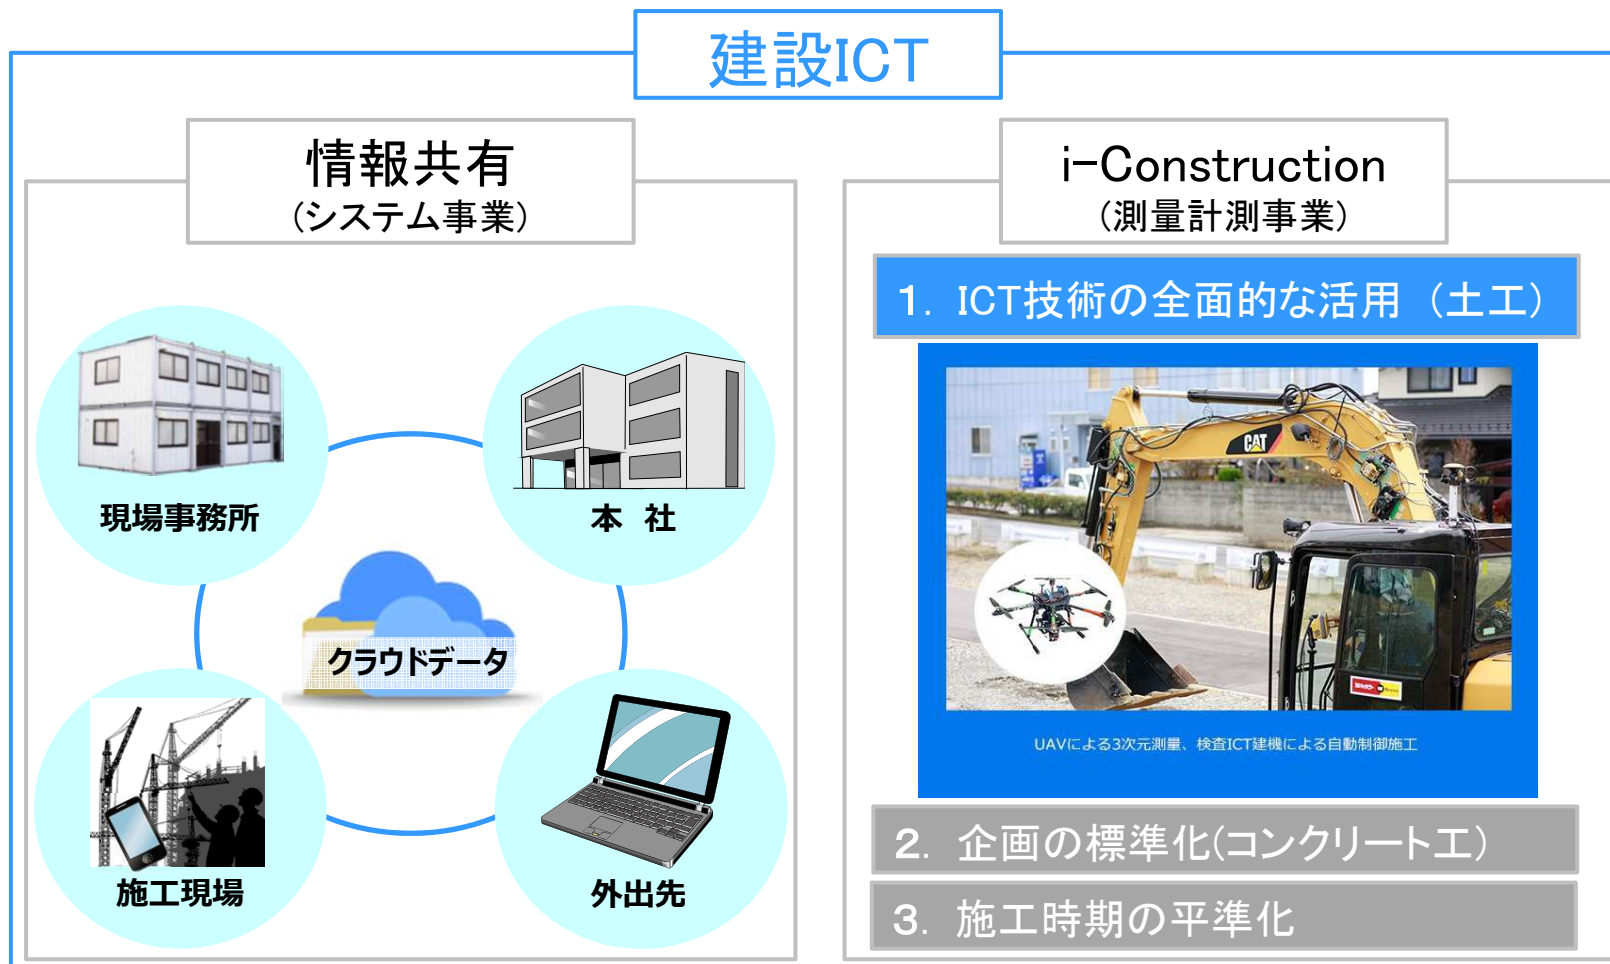 建設ICT
情報共有
(システム事業)
現場事務所
本 社
クラウドデータ
施工現場
外出先
i-Construction
(測量計測事業)
1. ICT技術の全面的な活用 (土工)
CAT
UAVによる3次元測量、検査ICT建機による自動制御施工
2. 企画の標準化(コンクリート工)
3. 施工時期の平準化